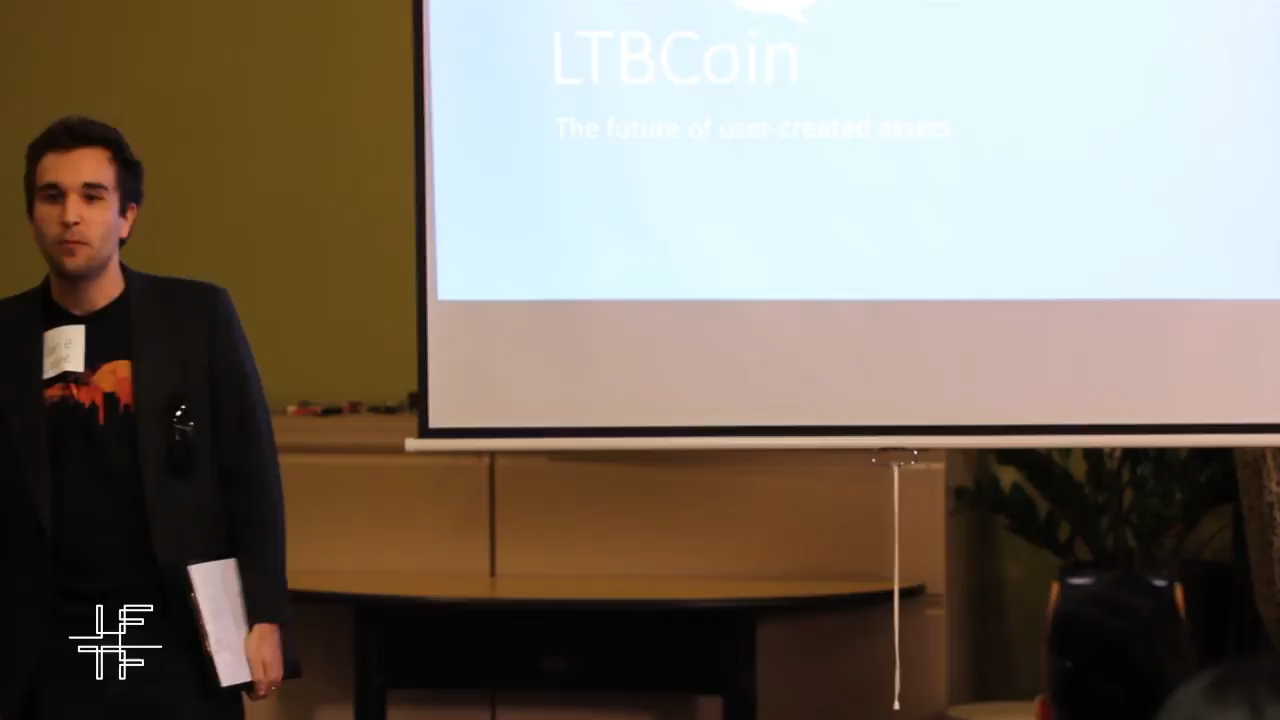 LTBCoin
The future of user-created assets